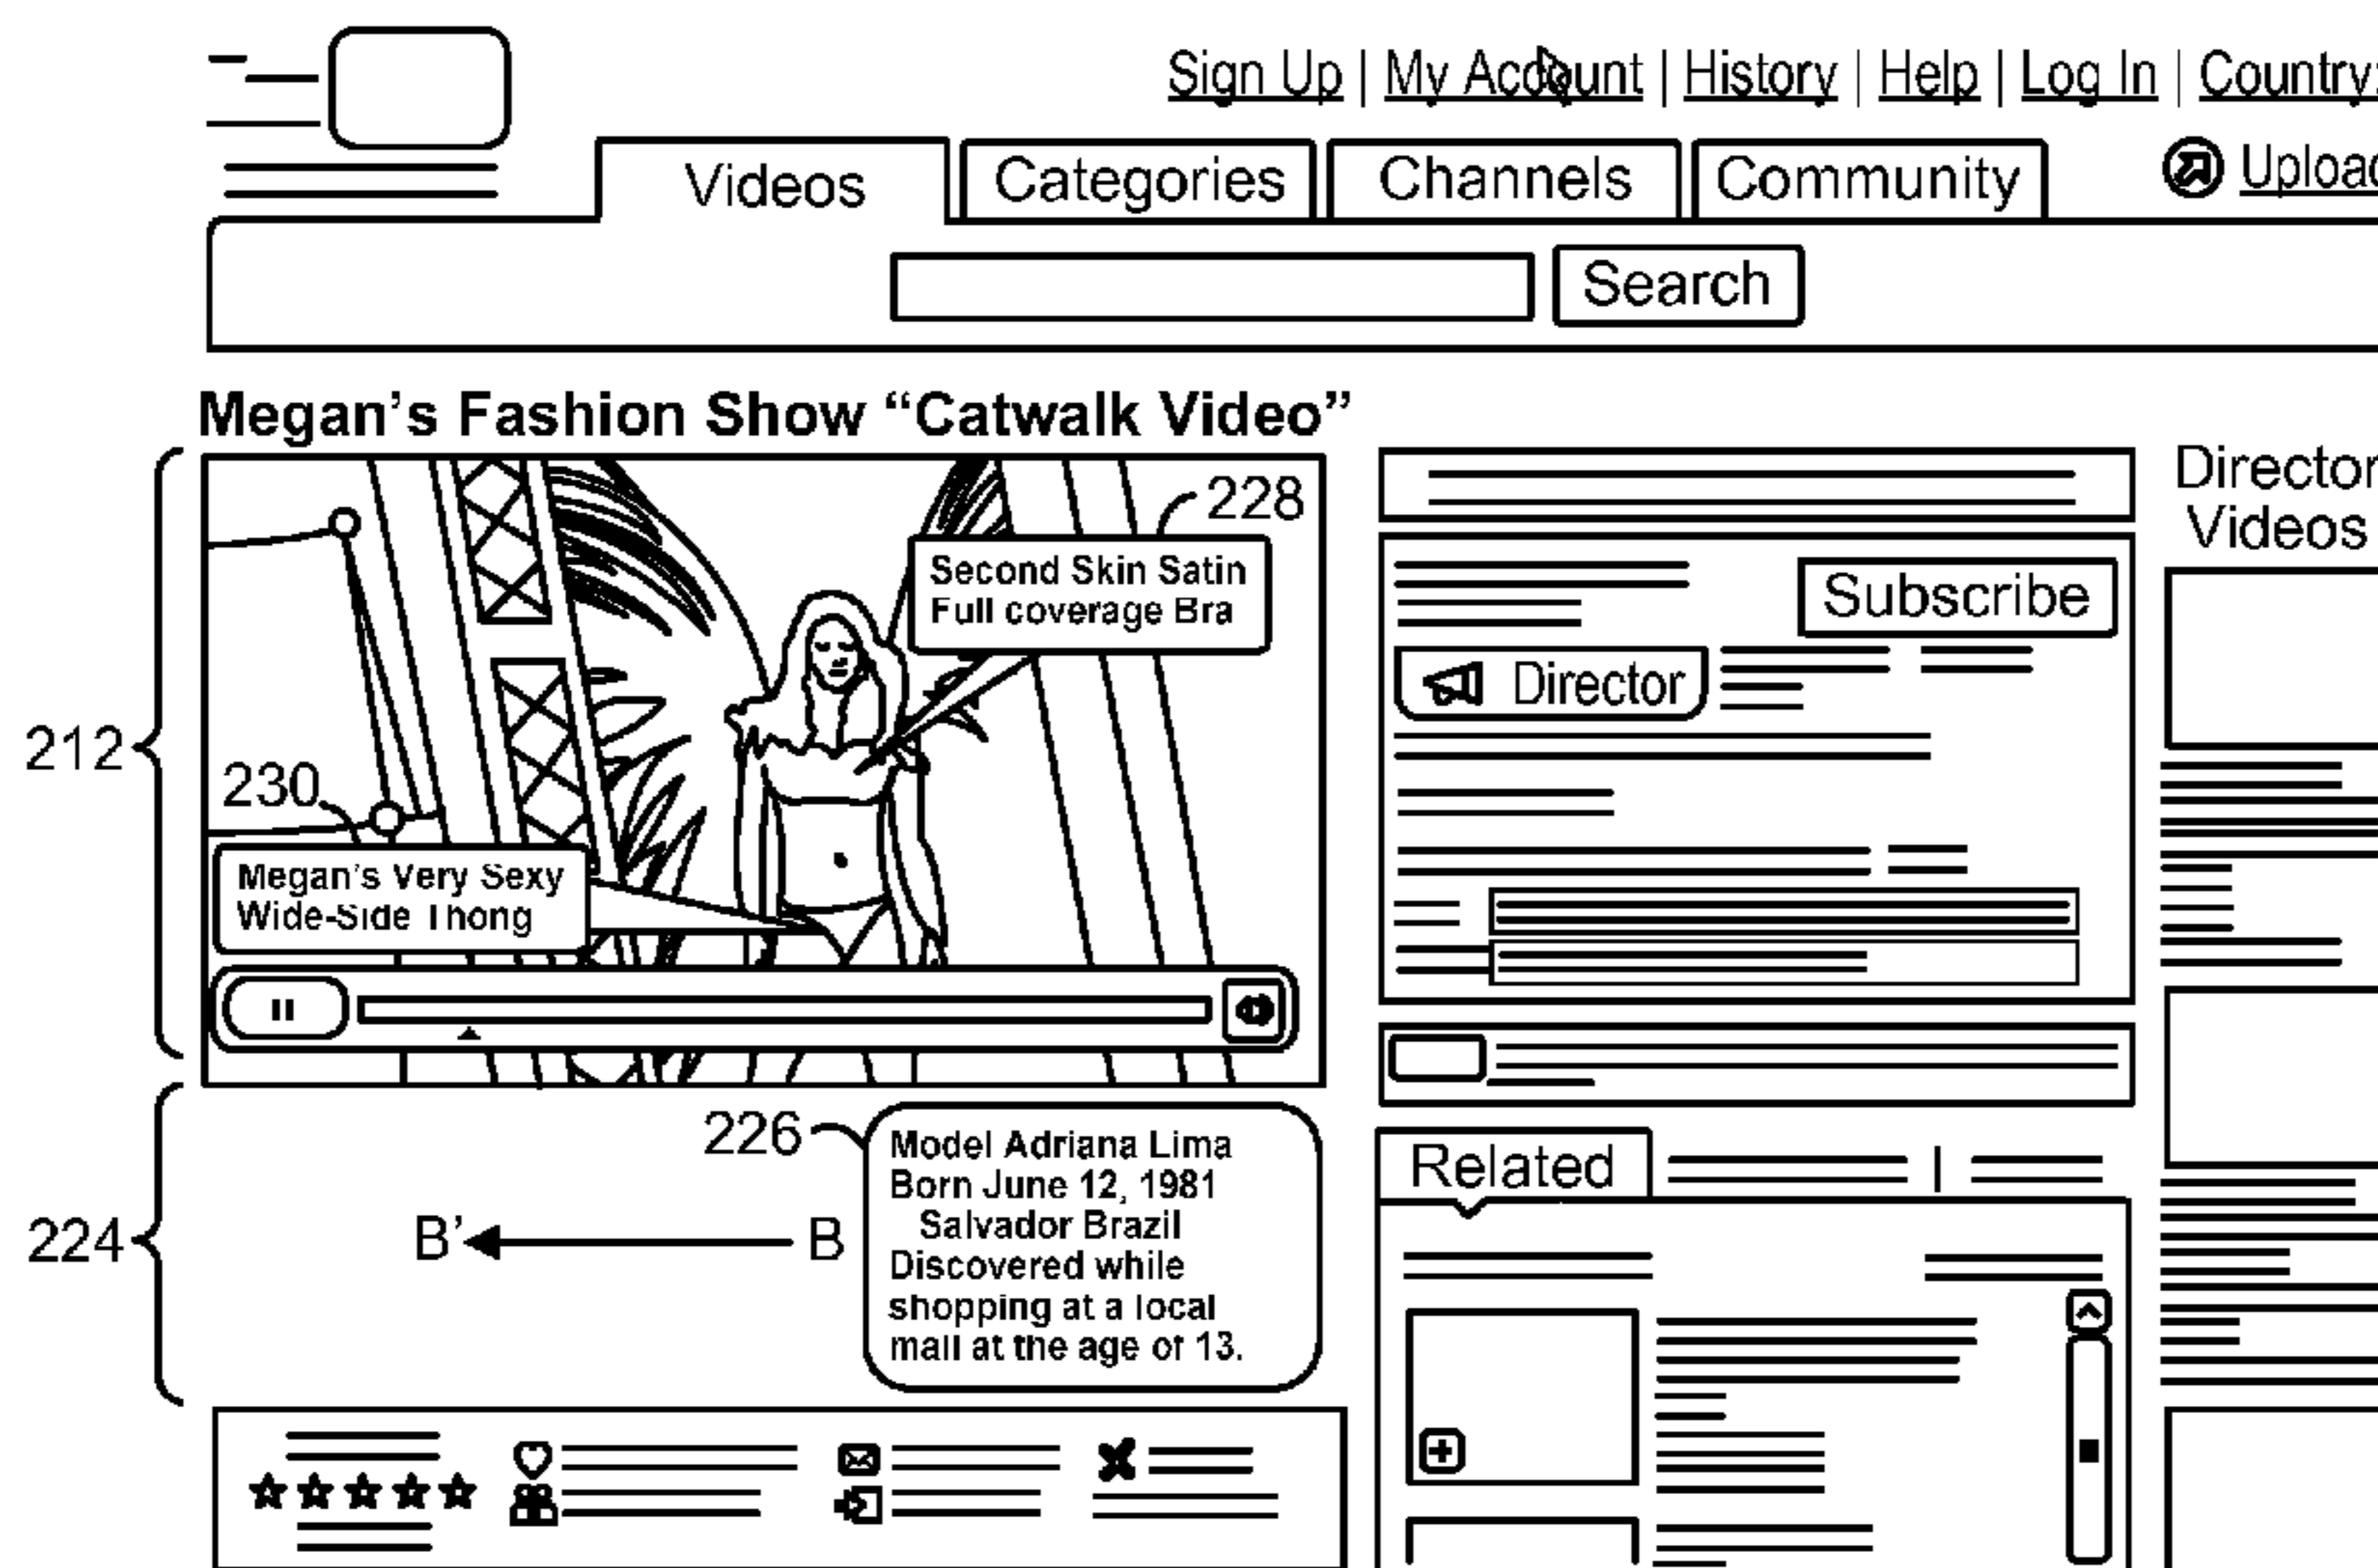 Sign Up | My Account | History | Help | Log In | Country:
Videos
Categories
Channels
Community
Upload
Search
Megan's Fashion Show “Catwalk Video”
212
228
Second Skin Satin
Full coverage Bra
230
Megan's Very Sexy
Wide-Side Thong
Subscribe
Director
Director
Videos
224
226
Model Adriana Lima
Born June 12, 1981
Salvador Brazil
Discovered while
shopping at a local
mall at the age of 13.
B’
B
Related